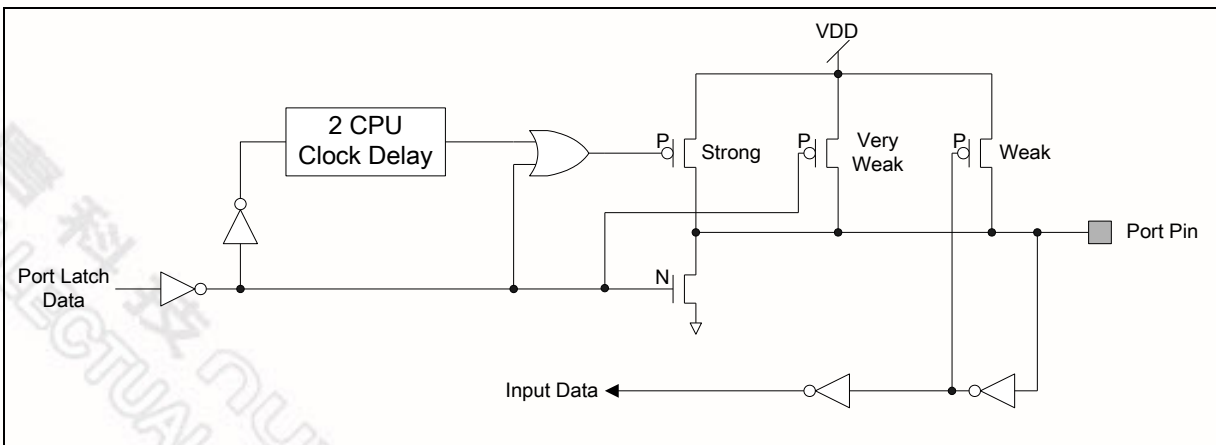 VDD
2 CPU
Clock Delay
P
Strong
P
Very
Weak
P
Weak
Port Pin
Port Latch
Data
N
Input Data